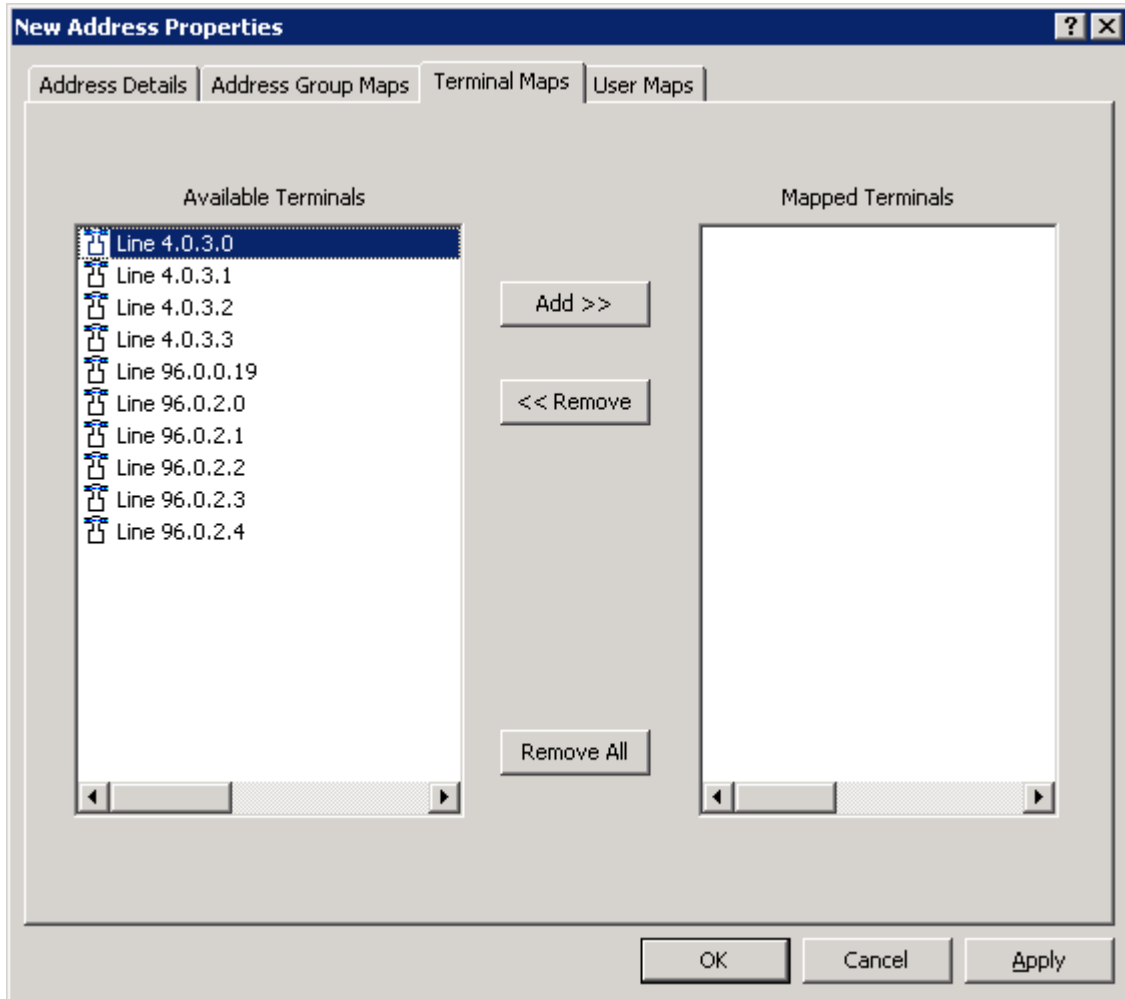 New Address Properties
Address Details
Address Group Maps
Terminal Maps
User Maps
Available Terminals
Mapped Terminals
Line 4.0.3.0
Line 4.0.3.1
Line 4.0.3.2
Line 4.0.3.3
Line 96.0.0.19
Line 96.0.2.0
Line 96.0.2.1
Line 96.0.2.2
Line 96.0.2.3
Line 96.0.2.4
Add >>
<< Remove
Remove All
OK
Cancel
Apply